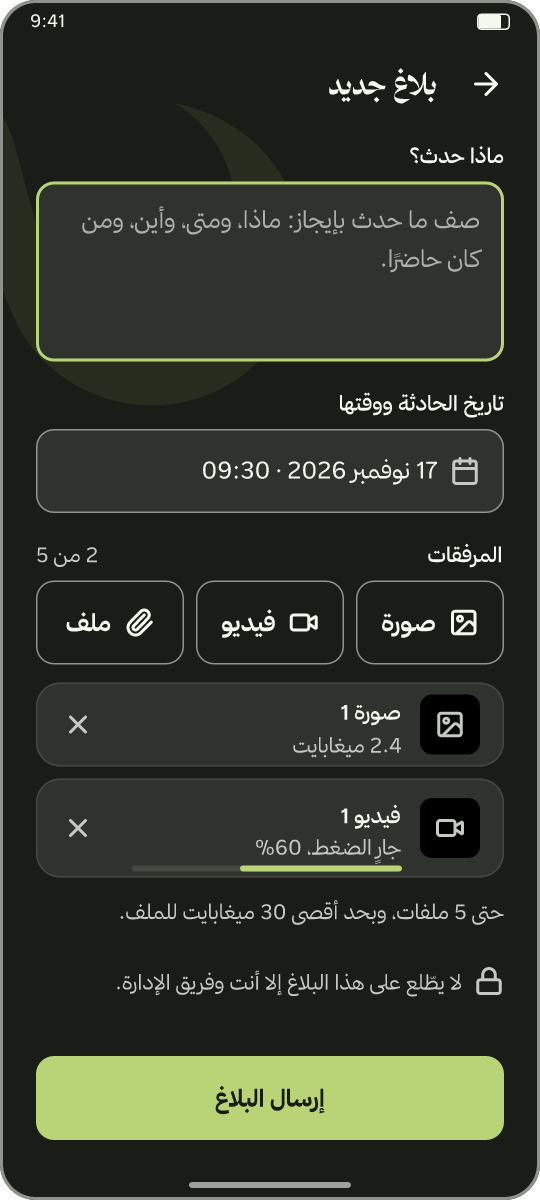 9:41
بلاغ جديد
ماذا حدث؟
صف ما حدث بإيجاز: ماذا، ومتى، وأين، ومن
كان حاضرًا.
تاريخ الحادثة ووقتها
17 نوفمبر 2026 · 09:30
المرفقات
2 من 5
صورة
فيديو
ملف
صورة 1
2.4 ميغابايت
فيديو 1
جارٍ الضغط، 60%
حتى 5 ملفات، وبحد أقصى 30 ميغابايت للملف.
لا يطّلع على هذا البلاغ إلا أنت وفريق الإدارة.
إرسال البلاغ